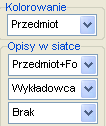 Kolorowanie
Przedmiot
Opisy w siatce
Przedmiot+Fo
Wykładowca
Brak